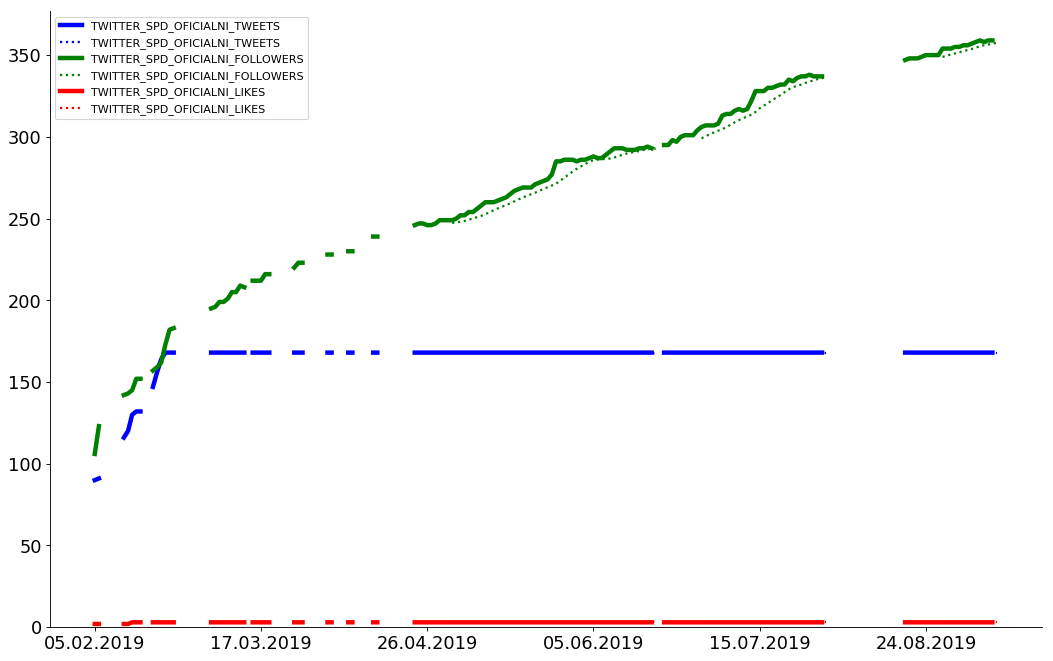 TWITTER_SPD_OFICIALNI_TWEETS
TWITTER_SPD_OFICIALNI_TWEETS
TWITTER_SPD_OFICIALNI_FOLLOWERS
TWITTER_SPD_OFICIALNI_FOLLOWERS
TWITTER_SPD_OFICIALNI_LIKES
TWITTER_SPD_OFICIALNI_LIKES
350
300
250
200
150
100
50
0
05.02.2019 17.03.2019 26.04.2019 05.06.2019 15.07.2019 24.08.2019